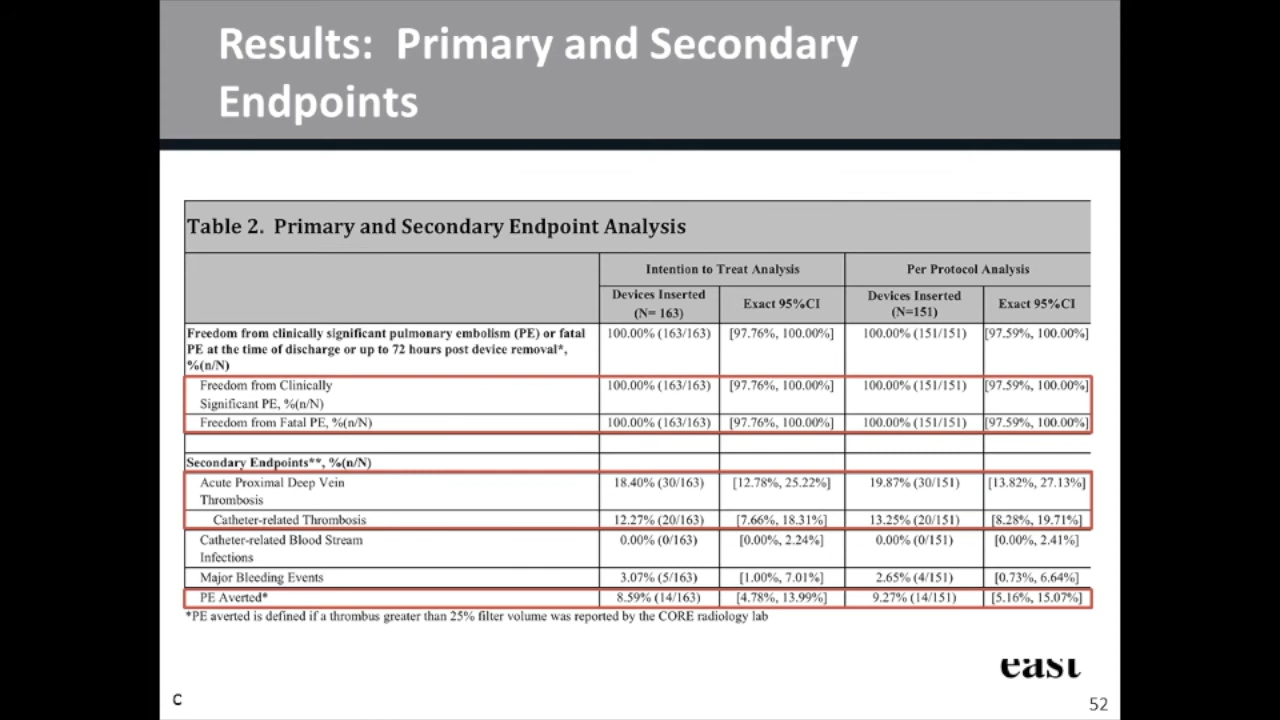 Results:  Primary and Secondary
Endpoints
Table 2.  Primary and Secondary Endpoint Analysis
Intention to Treat Analysis
Per Protocol Analysis
Devices Inserted
(N= 163)
Exact 95%CI
Devices Inserted
(N=151)
Exact 95%CI
Freedom from clinically significant pulmonary embolism (PE) or fatal
PE at the time of discharge or up to 72 hours post device removal*,
%(n/N)
100.00% (163/163)
[97.76%, 100.00%]
100.00% (151/151)
[97.59%, 100.00%]
Freedom from Clinically
Significant PE, %(n/N)
100.00% (163/163)
[97.76%, 100.00%]
100.00% (151/151)
[97.59%, 100.00%]
Freedom from Fatal PE, %(n/N)
100.00% (163/163)
[97.76%, 100.00%]
100.00% (151/151)
[97.59%, 100.00%]
Secondary Endpoints**, %(n/N)
Acute Proximal Deep Vein
Thrombosis
18.40% (30/163)
[12.78%, 25.22%]
19.87% (30/151)
[13.82%, 27.13%]
Catheter-related Thrombosis
12.27% (20/163)
[7.66%, 18.31%]
13.25% (20/151)
[8.28%, 19.71%]
Catheter-related Blood Stream
Infections
0.00% (0/163)
[0.00%, 2.24%]
0.00% (0/151)
[0.00%, 2.41%]
Major Bleeding Events
3.07% (5/163)
[1.00%, 7.01%]
2.65% (4/151)
[0.73%, 6.64%]
PE Averted*
8.59% (14/163)
[4.78%, 13.99%]
9.27% (14/151)
[5.16%, 15.07%]
*PE averted is defined if a thrombus greater than 25% filter volume was reported by the CORE radiology lab
east
C
52